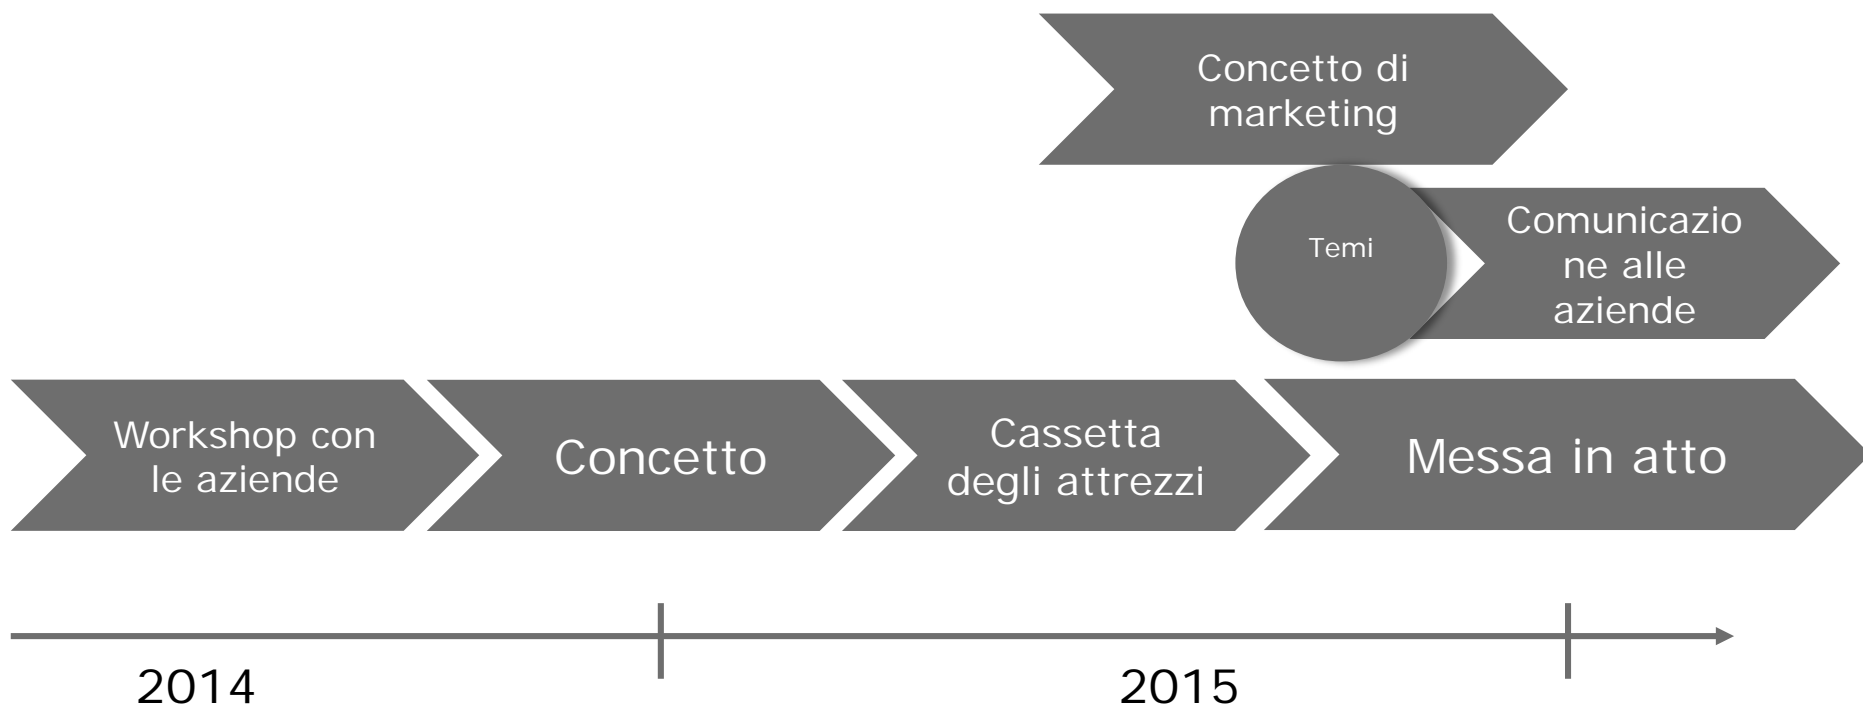 Concetto di
marketing
Temi
Comunicazio
ne alle
aziende
Workshop con
le aziende
Concetto
Cassetta
degli attrezzi
Messa in atto
2014
2015